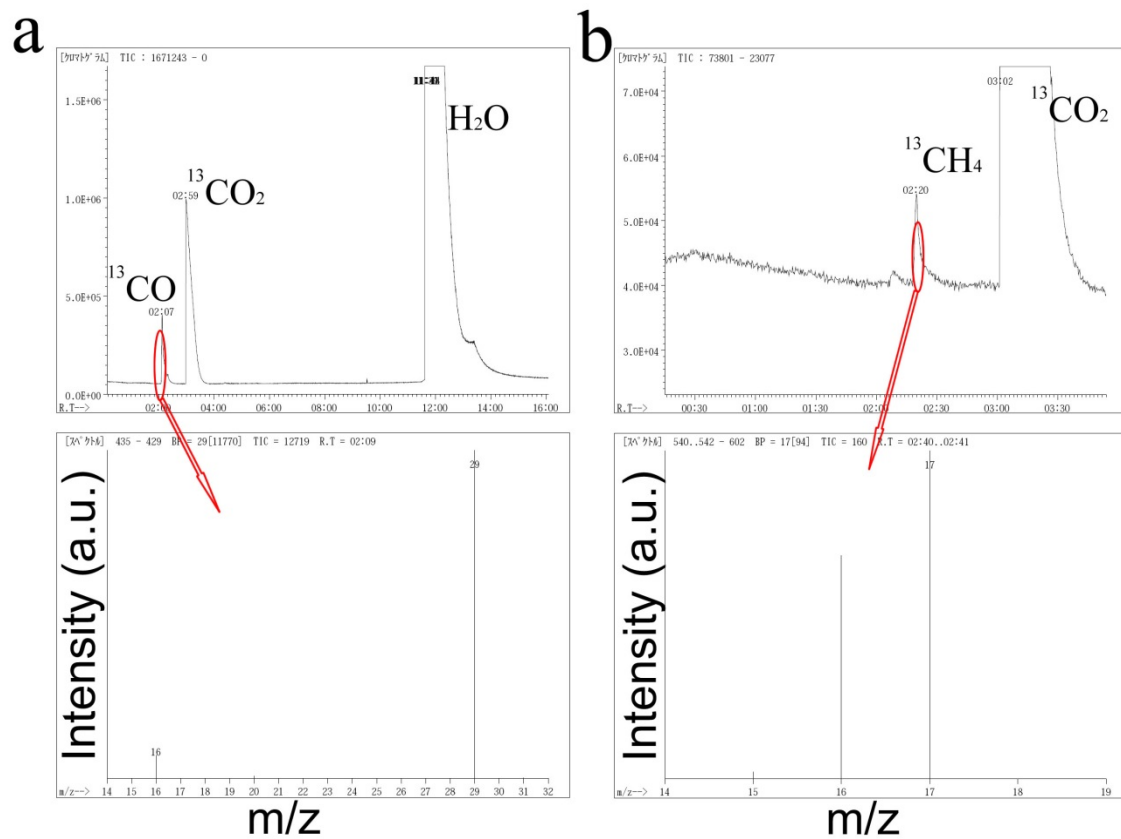 a
[ｸﾛﾏﾄｸﾞﾗﾑ] TIC : 1671243 - 0
1.5E+06
1.0E+06
5.0E+05
0.0E+00
¹³CO
02:07
¹³CO₂
02:59
H₂O
R.T-->
02:00 04:00 06:00 08:00 10:00 12:00 14:00 16:00
[ｽﾍﾟｸﾄﾙ] 435 - 429 BP = 29[11770] TIC = 12719 R.T = 02:09
29
16
Intensity (a.u.)
m/z--> 14 15 16 17 18 19 20 21 22 23 24 25 26 27 28 29 30 31 32
m/z
b
[ｸﾛﾏﾄｸﾞﾗﾑ] TIC : 73801 - 23077
7.0E+04
6.0E+04
5.0E+04
4.0E+04
3.0E+04
03:02
¹³CO₂
¹³CH₄
02:20
R.T-->
00:30 01:00 01:30 02:00 02:30 03:00 03:30
[ｽﾍﾟｸﾄﾙ] 540..542 - 602 BP = 17[94] TIC = 160 R.T = 02:40..02:41
17
Intensity (a.u.)
m/z--> 14 15 16 17 18 19
m/z